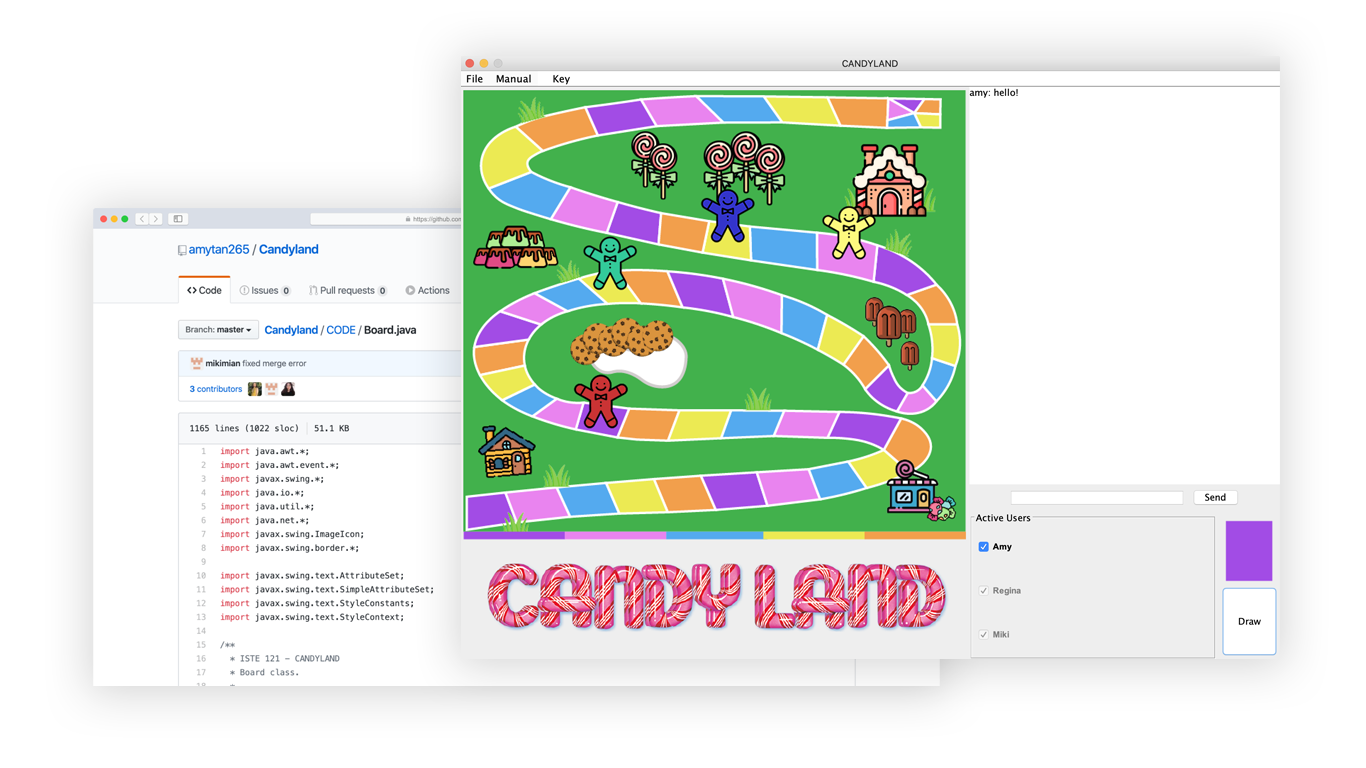 CANDYLAND
File Manual Key
amy: hello!
https://github.com
amytan265 / Candyland
<> Code Issues 0 Pull requests 0 Actions
Branch: master Candyland / CODE / Board.java
mikimian fixed merge error
3 contributors
1165 lines (1022 sloc) 51.1 KB
1 import java.awt.*;
2 import java.awt.event.*;
3 import javax.swing.*;
4 import java.io.*;
5 import java.util.*;
6 import java.net.*;
7 import javax.swing.ImageIcon;
8 import javax.swing.border.*;
9
10 import javax.swing.text.AttributeSet;
11 import javax.swing.text.SimpleAttributeSet;
12 import javax.swing.text.StyleConstants;
13 import javax.swing.text.StyleContext;
14
15 /**
16 * ISTE 121 - CANDYLAND
17 * Board class.
Send
Active Users
Amy
Regina
Miki
Draw
CANDY LAND